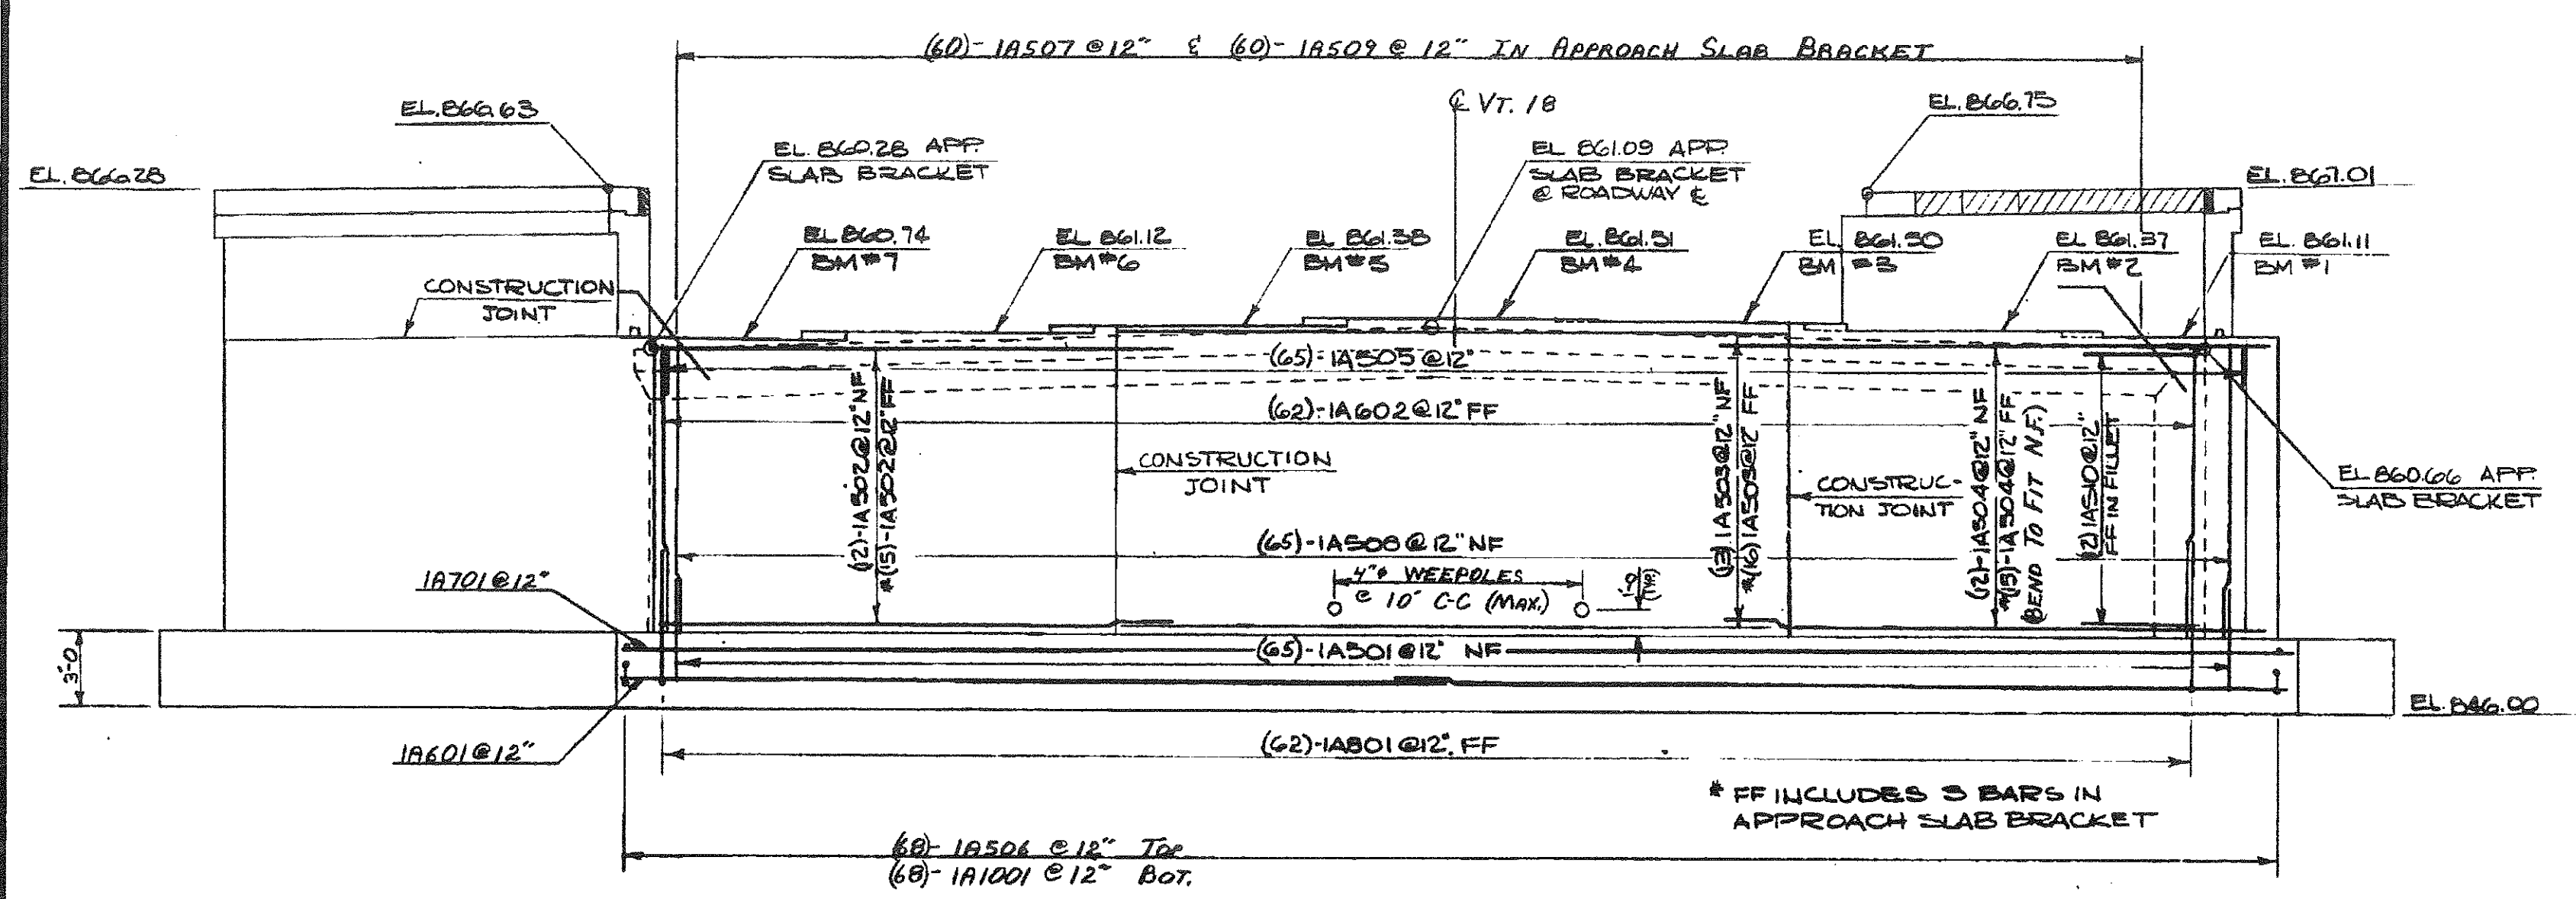 (60)-1A507 @ 12" & (60)-1A509 @ 12" IN APPROACH SLAB BRACKET
EL. 866.63
℄ VT. 18
EL. 866.75
EL. 866.28
EL. 860.28 APP.
SLAB BRACKET
EL 861.09 APP.
SLAB BRACKET
@ ROADWAY ℄
EL. 867.01
EL 860.74
BM #7
EL 861.12
BM #6
EL 861.38
BM #5
EL. 861.51
BM #4
EL. 861.50
BM #3
EL 861.37
BM #2
EL. 861.11
BM #1
CONSTRUCTION
JOINT
(65)-1A505@12"
(62)-1A602@12" FF
(12)-1A502@12" NF
*(15)-1A502@12" FF
(13) 1A503@12" NF
*(16) 1A503@12" FF
(12)-1A504@12" NF
*(15)-1A504@12" FF
(BEND TO FIT N.F.)
(2) 1A510@12"
FF IN FILLET
CONSTRUCTION
JOINT
CONSTRUC-
TION JOINT
EL 860.66 APP.
SLAB BRACKET
(65)-1A508@12" NF
4"ø WEEPOLES
@ 10' C-C (MAX.)
(TYP.)
1A701@12"
3'-0
(65)-1A501@12" NF
EL. 846.00
1A601@12"
(62)-1A801@12" FF
* FF INCLUDES 3 BARS IN
APPROACH SLAB BRACKET
(68)- 1A506 @ 12" TOP
(68)- 1A1001 @ 12" BOT.